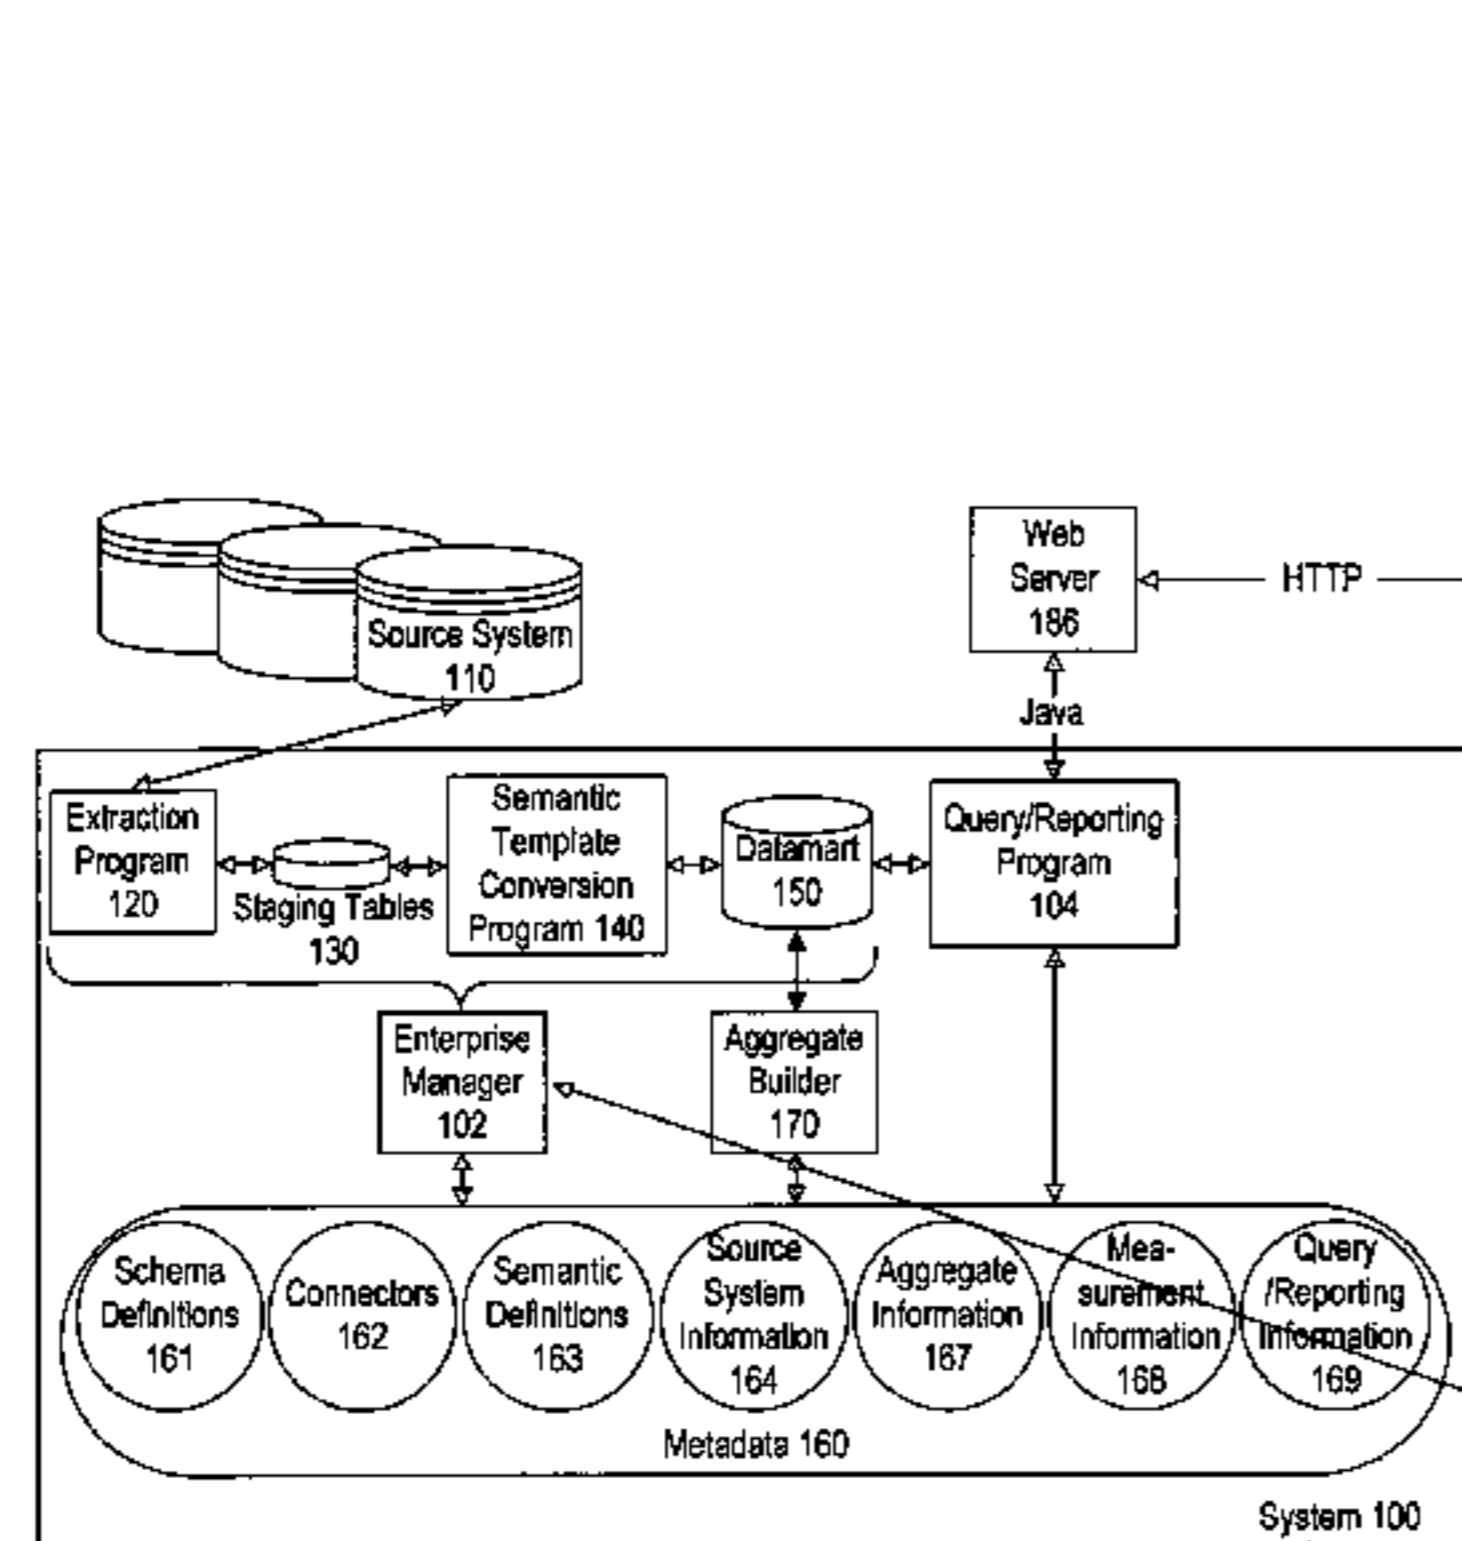 Web
Server
186
HTTP
Source System
110
Java
Extraction
Program
120
Staging Tables
130
Semantic
Template
Conversion
Program 140
Datamart
150
Query/Reporting
Program
104
Enterprise
Manager
102
Aggregate
Builder
170
Schema
Definitions
161
Connectors
162
Semantic
Definitions
163
Source
System
Information
164
Aggregate
Information
167
Mea-
surement
Information
168
Query
/Reporting
Information
169
Metadata 160
System 100